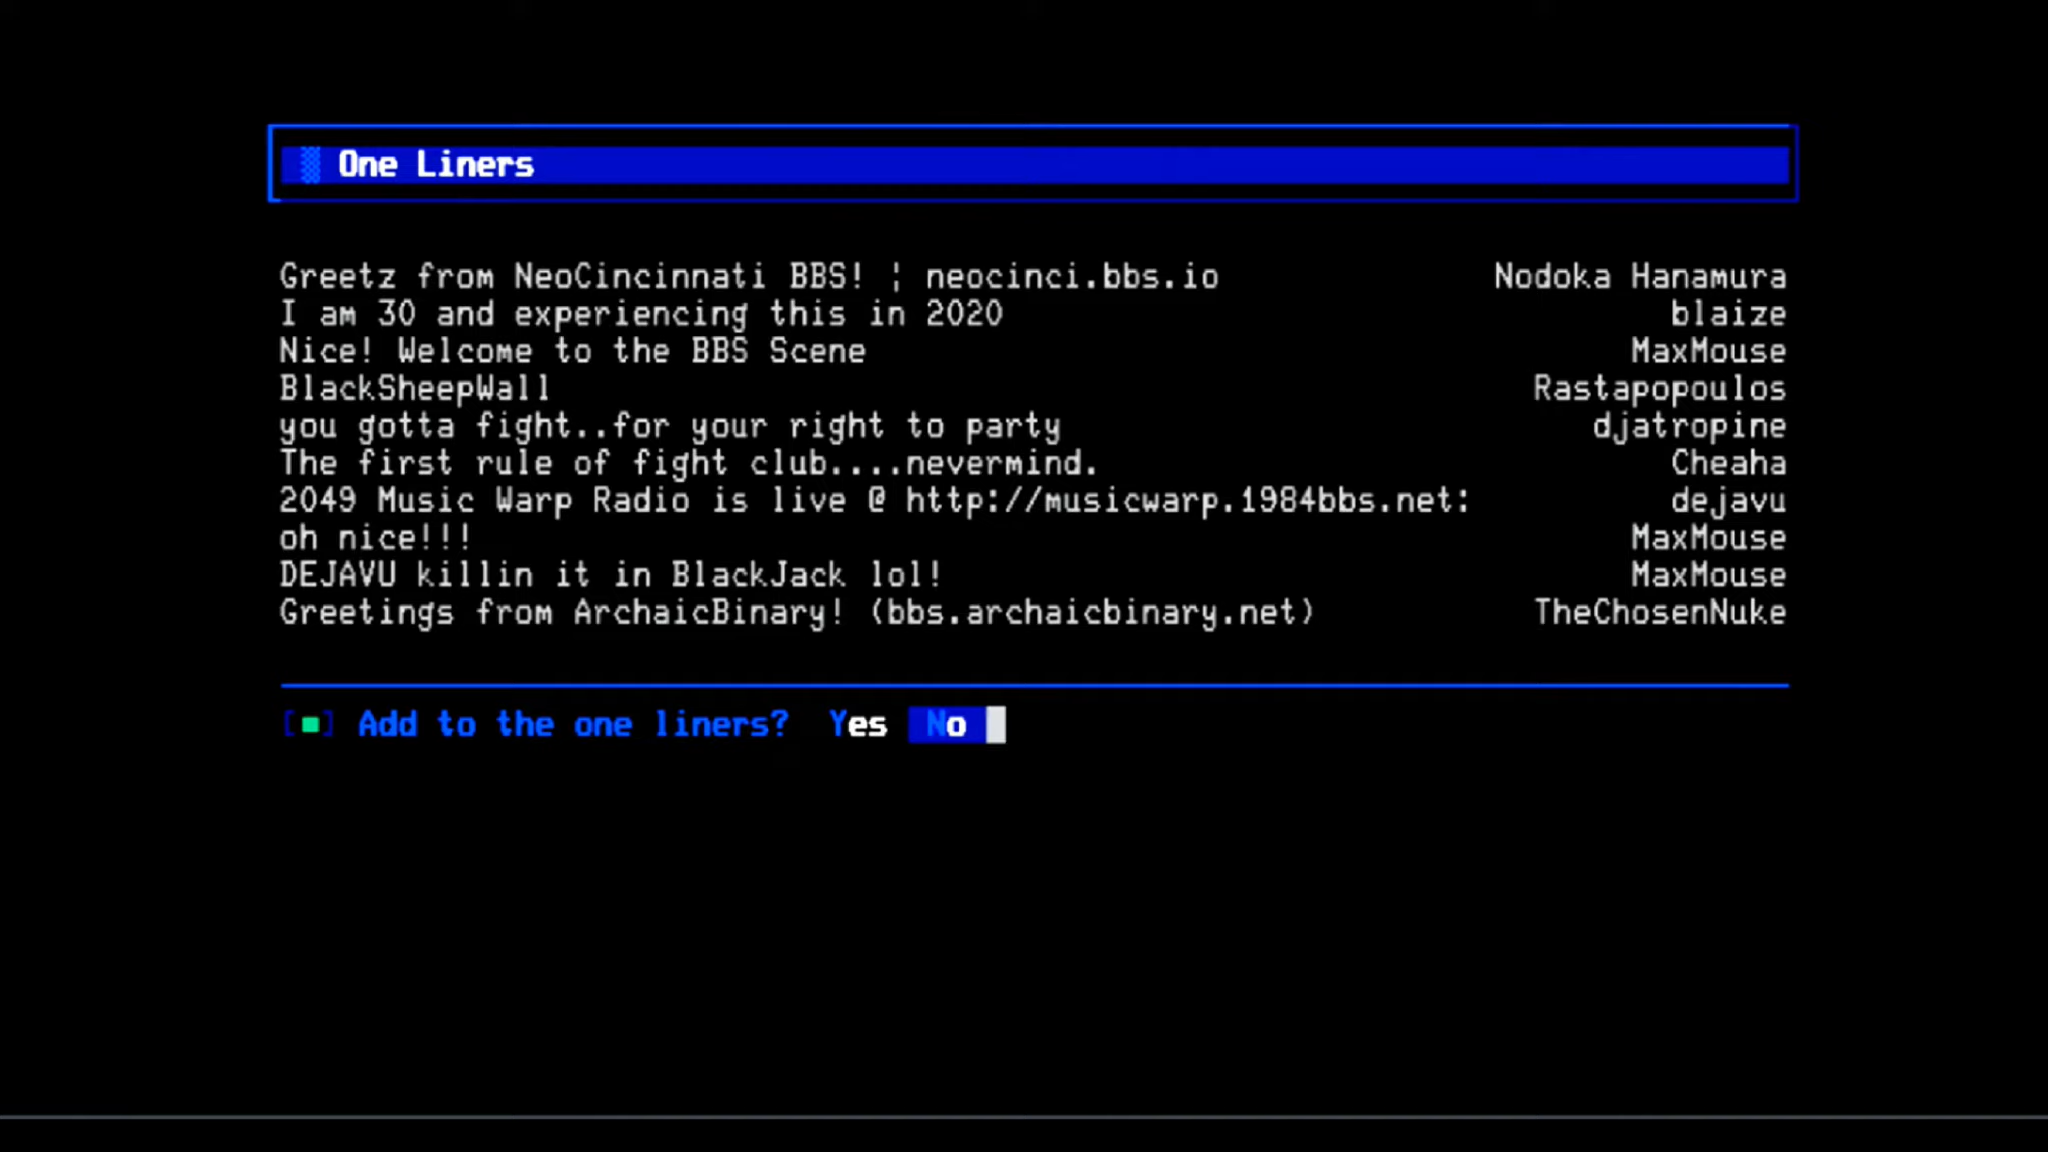 One Liners
Greetz from NeoCincinnati BBS! ¦ neocinci.bbs.io Nodoka Hanamura
I am 30 and experiencing this in 2020 blaize
Nice! Welcome to the BBS Scene MaxMouse
BlackSheepWall Rastapopoulos
you gotta fight..for your right to party djatropine
The first rule of fight club....nevermind. Cheaha
2049 Music Warp Radio is live @ http://musicwarp.1984bbs.net: dejavu
oh nice!!! MaxMouse
DEJAVU killin it in BlackJack lol! MaxMouse
Greetings from ArchaicBinary! (bbs.archaicbinary.net) TheChosenNuke
[■] Add to the one liners? Yes No